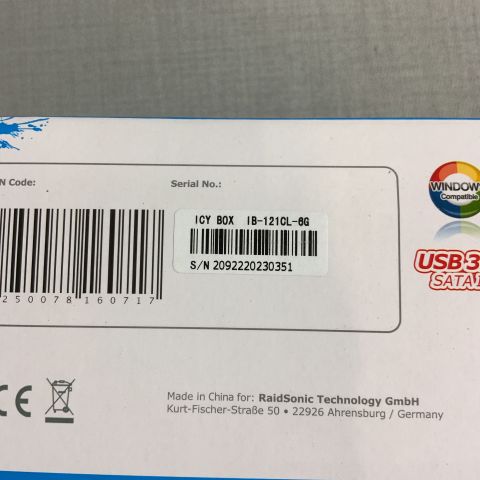 N Code:
Serial No.:
ICY BOX IB-121CL-6G
S/N 2092220230351
250078 160717
WINDOW
Compatible
USB 3
SATA
CE
Made in China for: RaidSonic Technology GmbH
Kurt-Fischer-Straße 50 • 22926 Ahrensburg / Germany